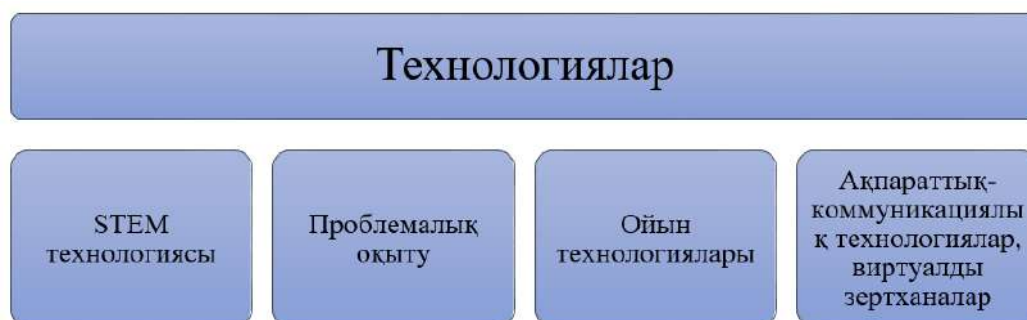 Технологиялар
STEM
технологиясы
Проблемалық
оқыту
Ойын
технологиялары
Ақпараттық-
коммуникациялы
қ технологиялар,
виртуалды
зертханалар